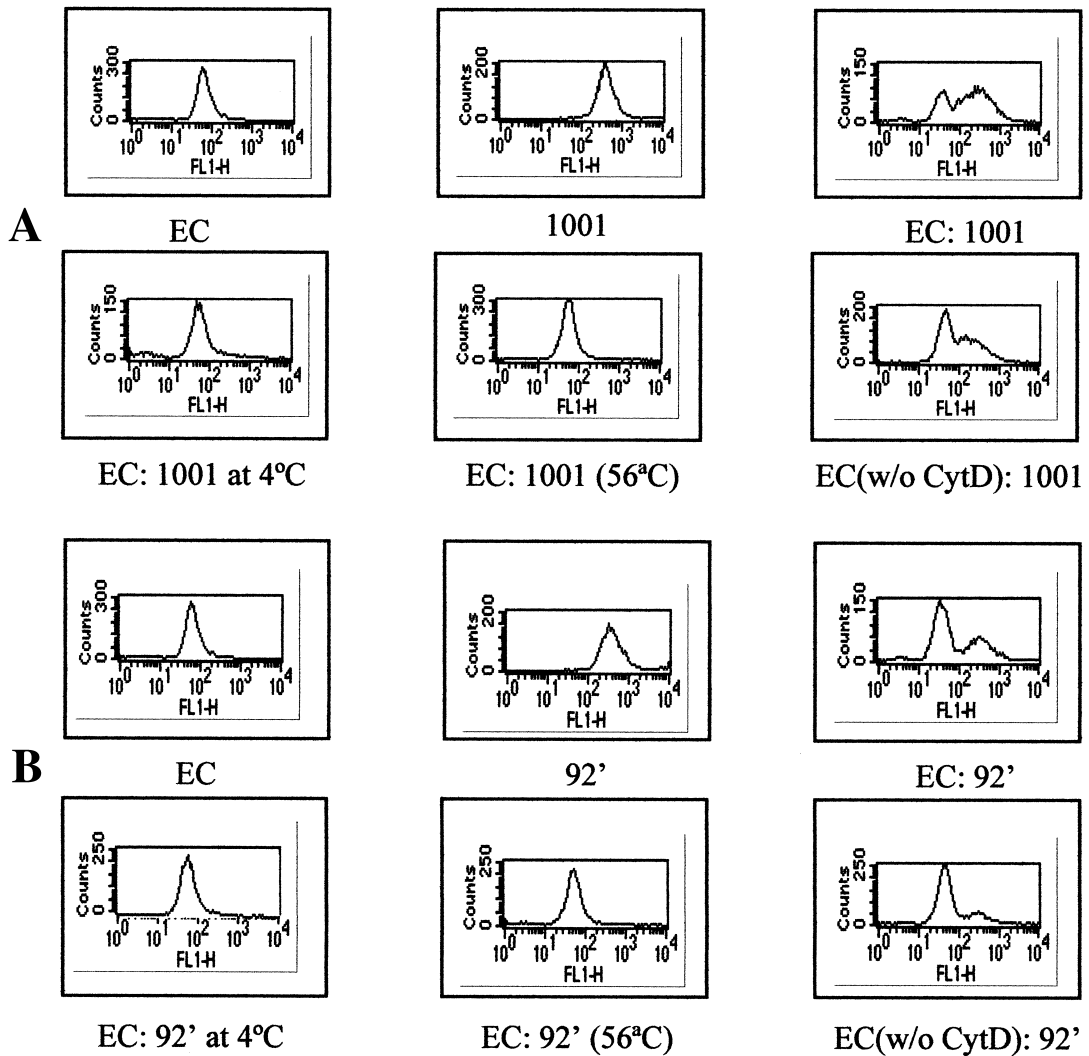 300 200 150
Counts Counts Counts
0 0 0
10^0 10^1 10^2 10^3 10^4 10^0 10^1 10^2 10^3 10^4 10^0 10^1 10^2 10^3 10^4
FL1-H FL1-H FL1-H
A
EC 1001 EC: 1001
150 300 200
Counts Counts Counts
0 0 0
10^0 10^1 10^2 10^3 10^4 10^0 10^1 10^2 10^3 10^4 10^0 10^1 10^2 10^3 10^4
FL1-H FL1-H FL1-H
EC: 1001 at 4ºC EC: 1001 (56ªC) EC(w/o CytD): 1001
300 200 150
Counts Counts Counts
0 0 0
10^0 10^1 10^2 10^3 10^4 10^0 10^1 10^2 10^3 10^4 10^0 10^1 10^2 10^3 10^4
FL1-H FL1-H FL1-H
B
EC 92’ EC: 92’
250 250 250
Counts Counts Counts
0 0 0
10^0 10^1 10^2 10^3 10^4 10^0 10^1 10^2 10^3 10^4 10^0 10^1 10^2 10^3 10^4
FL1-H FL1-H FL1-H
EC: 92’ at 4ºC EC: 92’ (56ªC) EC(w/o CytD): 92’